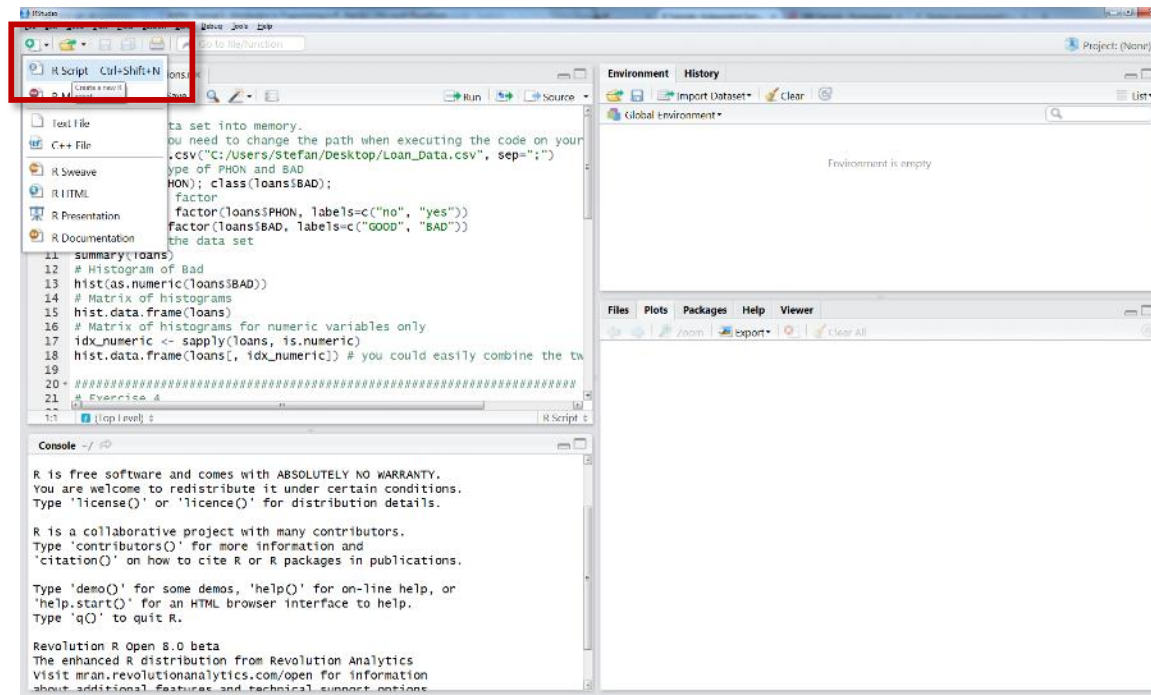 RStudio
Debug Tools Help
Go to file/function
Project: (None)
R Script Ctrl+Shift+N
Create a new R
Text File
C++ File
R Sweave
R HTML
R Presentation
R Documentation
Run Source
ta set into memory.
ou need to change the path when executing the code on your
.csv("C:/Users/Stefan/Desktop/Loan_Data.csv", sep=";")
ype of PHON and BAD
HON); class(loans$BAD);
factor
factor(loans$PHON, labels=c("no", "yes"))
factor(loans$BAD, labels=c("GOOD", "BAD"))
the data set
11 summary(loans)
12 # Histogram of Bad
13 hist(as.numeric(loans$BAD))
14 # Matrix of histograms
15 hist.data.frame(loans)
16 # Matrix of histograms for numeric variables only
17 idx_numeric <- sapply(loans, is.numeric)
18 hist.data.frame(loans[, idx_numeric]) # you could easily combine the tw
19
20 ######################################################################
21 # Exercise 4
1:1 (Top Level) R Script
Console ~/
R is free software and comes with ABSOLUTELY NO WARRANTY.
You are welcome to redistribute it under certain conditions.
Type 'license()' or 'licence()' for distribution details.
R is a collaborative project with many contributors.
Type 'contributors()' for more information and
'citation()' on how to cite R or R packages in publications.
Type 'demo()' for some demos, 'help()' for on-line help, or
'help.start()' for an HTML browser interface to help.
Type 'q()' to quit R.
Revolution R Open 8.0 beta
The enhanced R distribution from Revolution Analytics
Visit mran.revolutionanalytics.com/open for information
about additional features and technical support options
Environment History
Import Dataset Clear List
Global Environment
Environment is empty
Files Plots Packages Help Viewer
Zoom Export Clear All